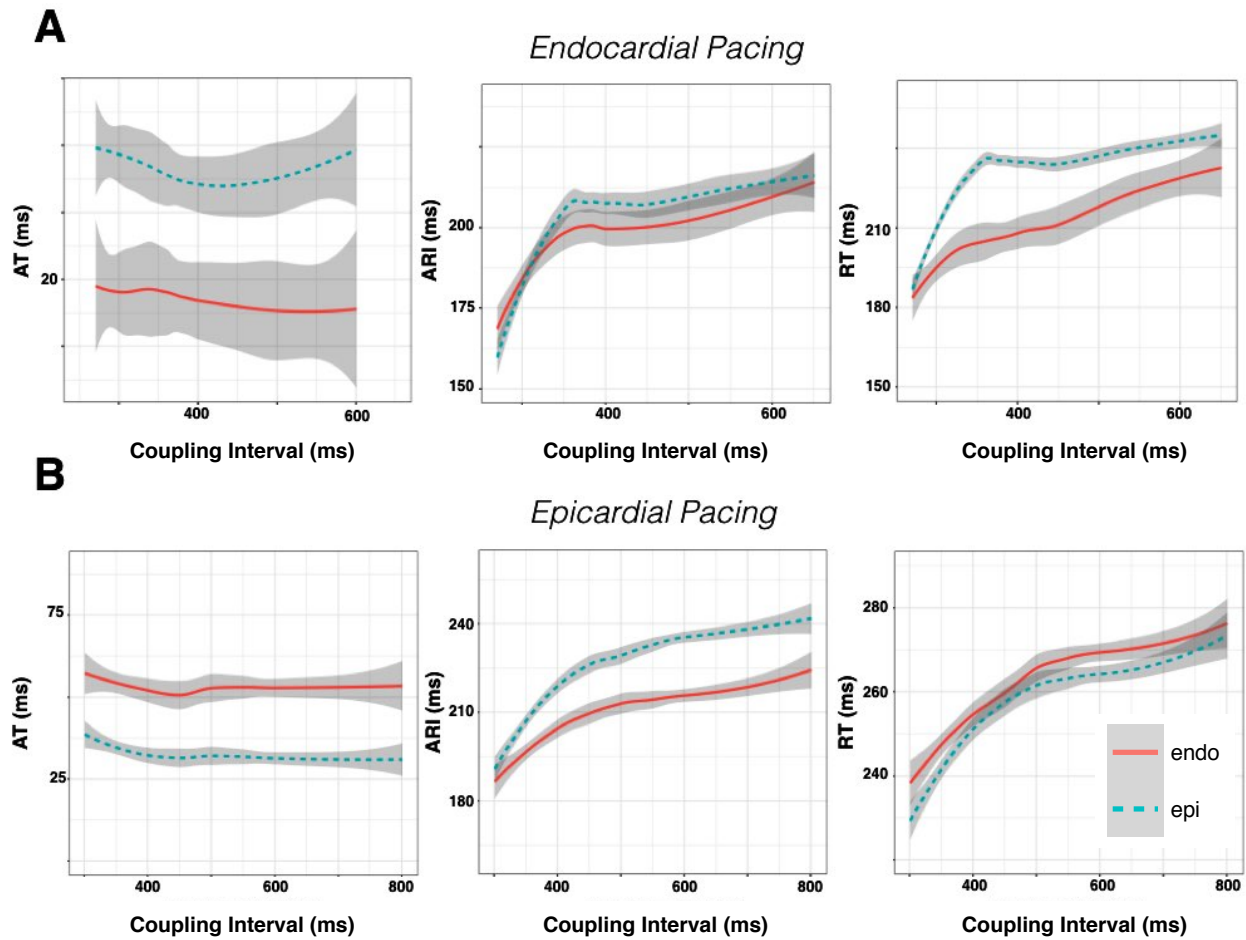 A
Endocardial Pacing
AT (ms)
20
400
600
Coupling Interval (ms)
ARI (ms)
200
175
150
400
600
Coupling Interval (ms)
RT (ms)
210
180
150
400
600
Coupling Interval (ms)
B
Epicardial Pacing
AT (ms)
75
25
400
600
800
Coupling Interval (ms)
ARI (ms)
240
210
180
400
600
800
Coupling Interval (ms)
RT (ms)
280
260
240
400
600
800
Coupling Interval (ms)
endo
epi